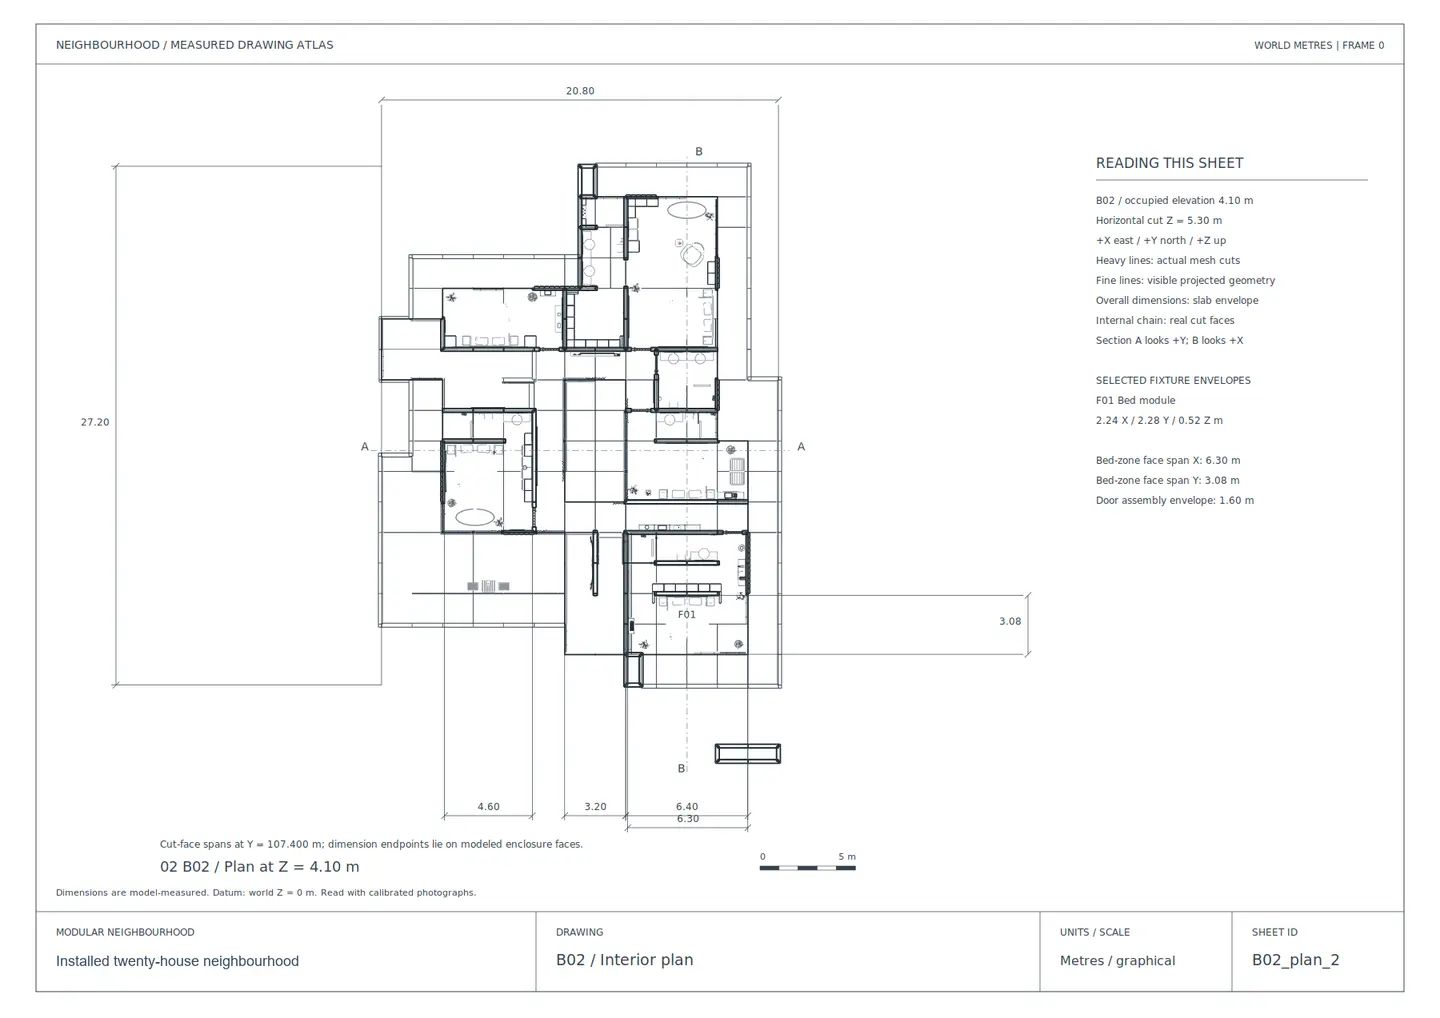 NEIGHBOURHOOD / MEASURED DRAWING ATLAS
WORLD METRES | FRAME 0
20.80
B
READING THIS SHEET
B02 / occupied elevation 4.10 m
Horizontal cut Z = 5.30 m
+X east / +Y north / +Z up
Heavy lines: actual mesh cuts
Fine lines: visible projected geometry
Overall dimensions: slab envelope
Internal chain: real cut faces
Section A looks +Y; B looks +X
SELECTED FIXTURE ENVELOPES
F01 Bed module
2.24 X / 2.28 Y / 0.52 Z m
Bed-zone face span X: 6.30 m
Bed-zone face span Y: 3.08 m
Door assembly envelope: 1.60 m
27.20
A
A
F01
3.08
B
4.60
3.20
6.40
6.30
Cut-face spans at Y = 107.400 m; dimension endpoints lie on modeled enclosure faces.
02 B02 / Plan at Z = 4.10 m
0 5 m
Dimensions are model-measured. Datum: world Z = 0 m. Read with calibrated photographs.
MODULAR NEIGHBOURHOOD
Installed twenty-house neighbourhood
DRAWING
B02 / Interior plan
UNITS / SCALE
Metres / graphical
SHEET ID
B02_plan_2